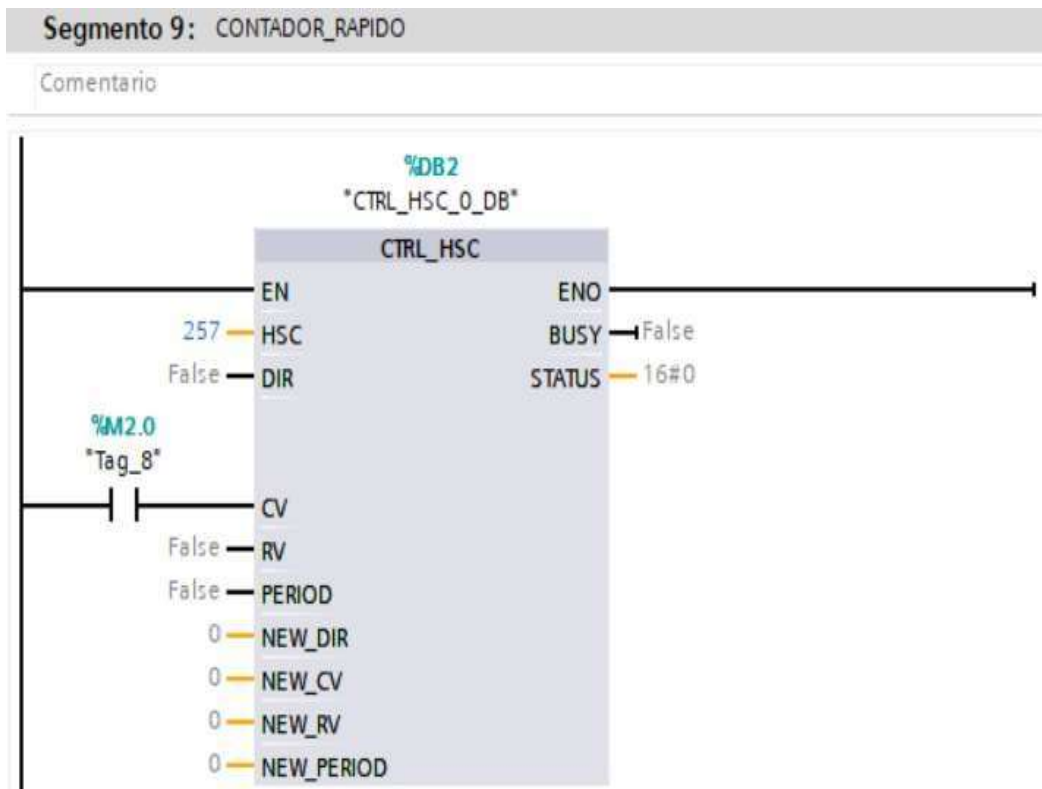 Segmento 9: CONTADOR_RAPIDO
Comentario
%DB2
"CTRL_HSC_0_DB"
CTRL_HSC
EN ENO
257 HSC BUSY False
False DIR STATUS 16#0
%M2.0
"Tag_8"
CV
False RV
False PERIOD
0 NEW_DIR
0 NEW_CV
0 NEW_RV
0 NEW_PERIOD